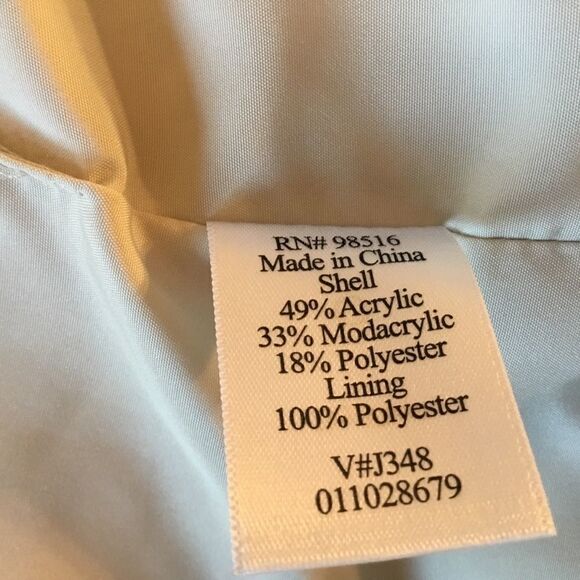 RN# 98516
Made in China
Shell
49% Acrylic
33% Modacrylic
18% Polyester
Lining
100% Polyester
V#J348
011028679